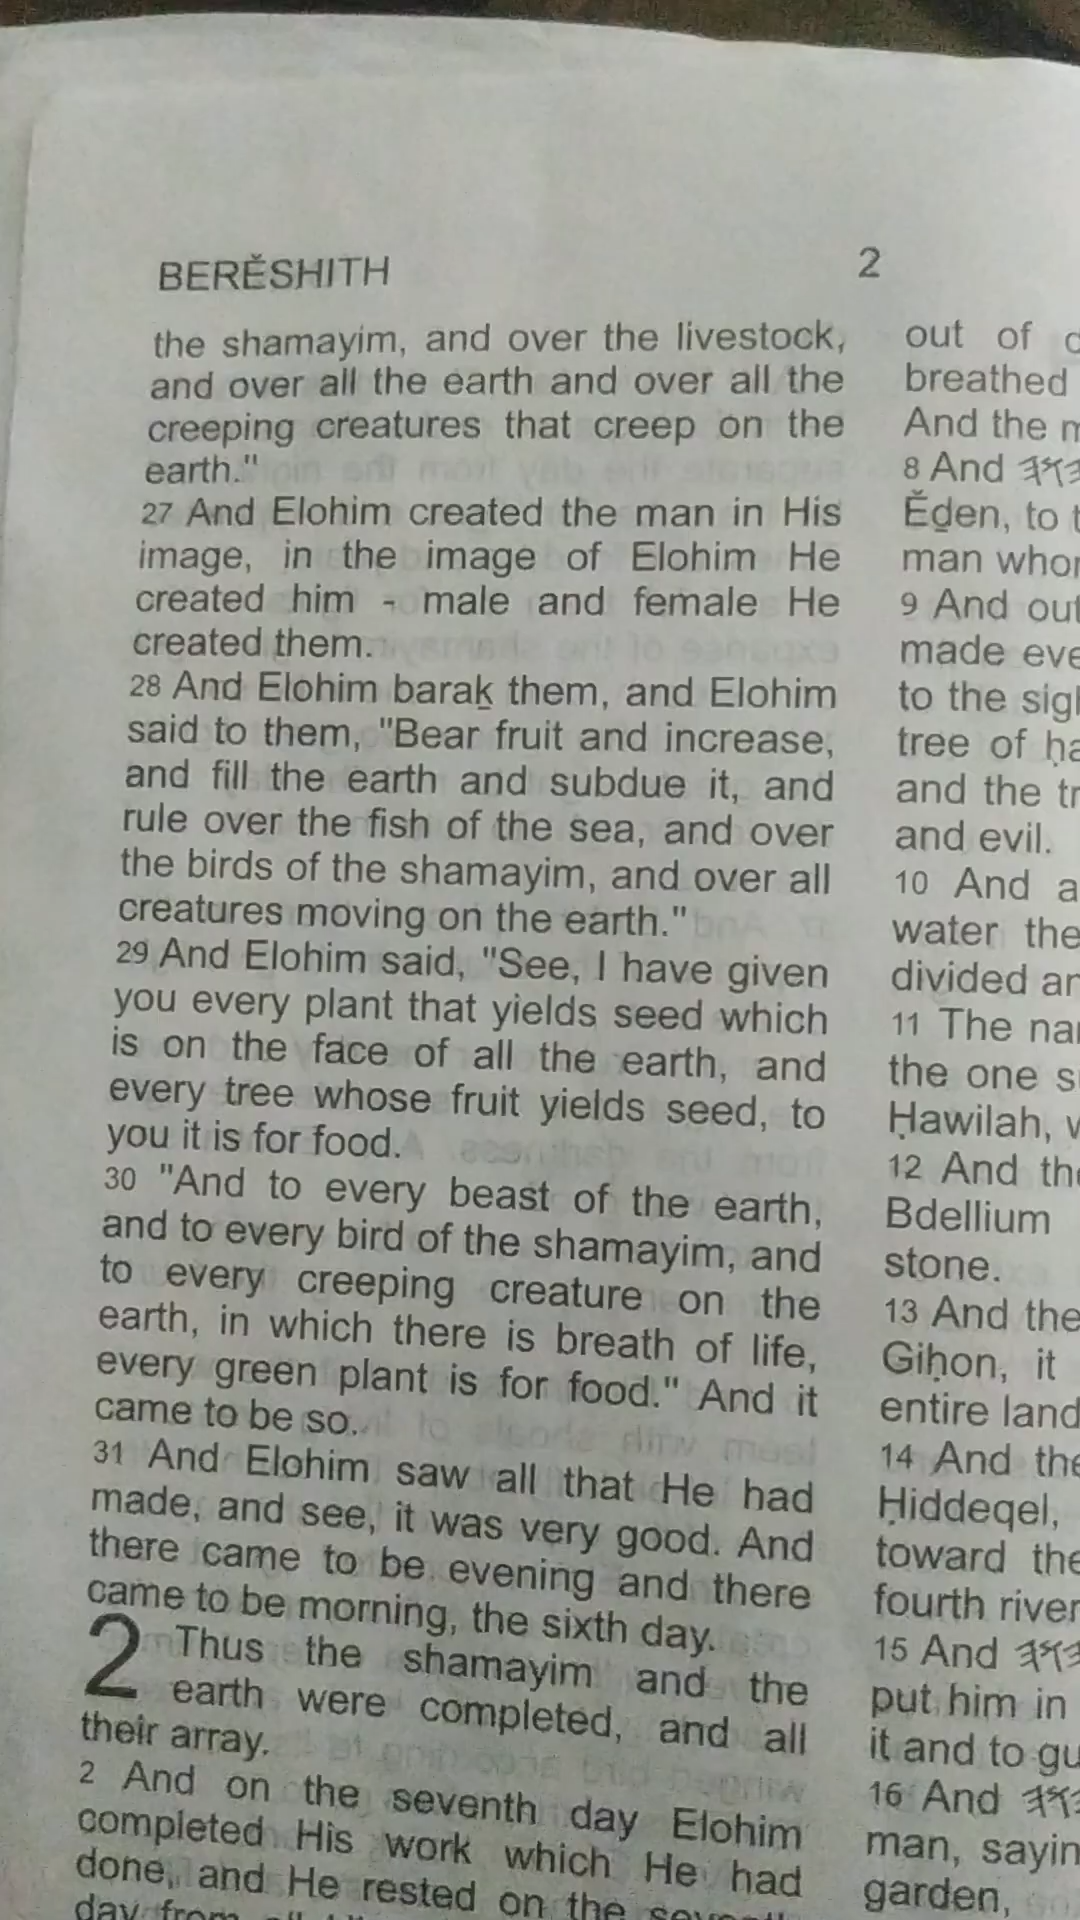 BERĚSHITH
2
the shamayim, and over the livestock,
and over all the earth and over all the
creeping creatures that creep on the
earth."
27 And Elohim created the man in His
image, in the image of Elohim He
created him - male and female He
created them.
28 And Elohim baraḵ them, and Elohim
said to them, "Bear fruit and increase,
and fill the earth and subdue it, and
rule over the fish of the sea, and over
the birds of the shamayim, and over all
creatures moving on the earth."
29 And Elohim said, "See, I have given
you every plant that yields seed which
is on the face of all the earth, and
every tree whose fruit yields seed, to
you it is for food.
30 "And to every beast of the earth,
and to every bird of the shamayim, and
to every creeping creature on the
earth, in which there is breath of life,
every green plant is for food." And it
came to be so.
31 And Elohim saw all that He had
made, and see, it was very good. And
there came to be evening and there
came to be morning, the sixth day.
2 Thus the shamayim and the
earth were completed, and all
their array.
2 And on the seventh day Elohim
completed His work which He had
done, and He rested on the
day from
out of
breathed
And the
8 And
Ěḏen, to
man
9 And out
made
to the
tree of
and the
and evil.
10 And
water the
divided
11 The
the one
Ḥawilah,
12 And
Bdellium
stone.
13 And the
Giḥon, it
entire land
14 And the
Ḥiddeqel,
toward the
fourth river
15 And
put him in
it and to
16 And
man,
garden,